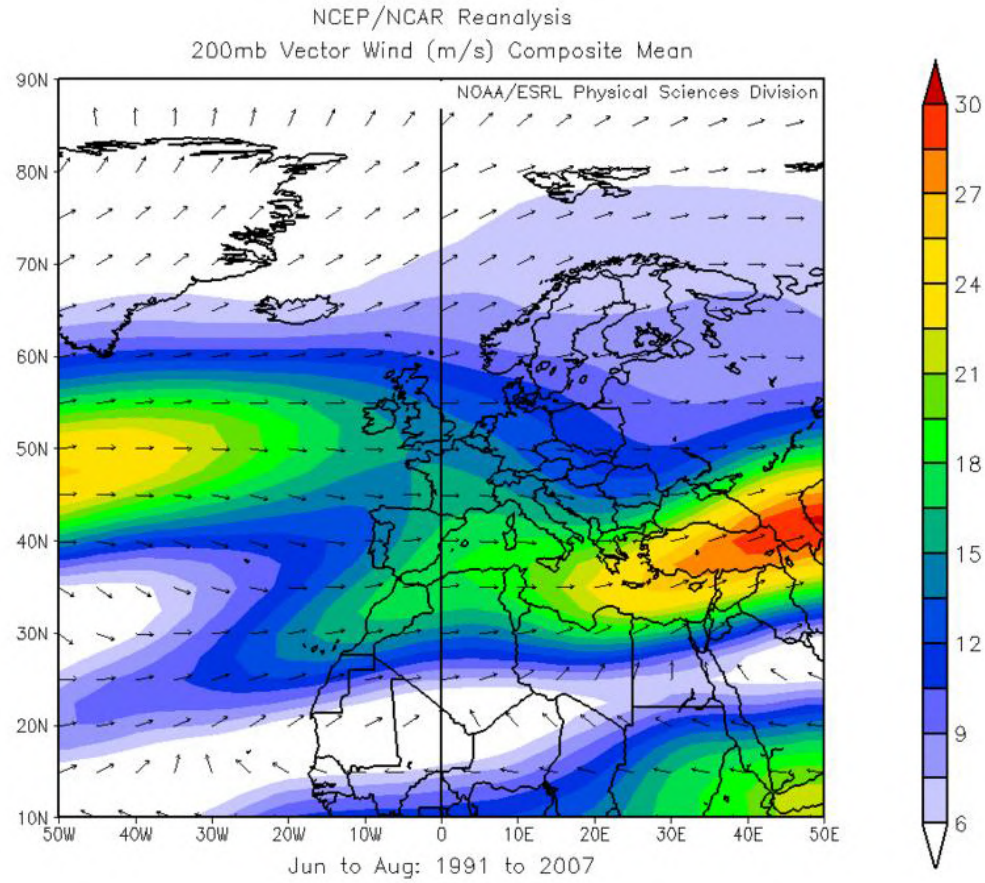 NCEP/NCAR Reanalysis
200mb Vector Wind (m/s) Composite Mean
NOAA/ESRL Physical Sciences Division
90N
80N
70N
60N
50N
40N
30N
20N
10N
50W 40W 30W 20W 10W 0 10E 20E 30E 40E 50E
30
27
24
21
18
15
12
9
6
Jun to Aug: 1991 to 2007